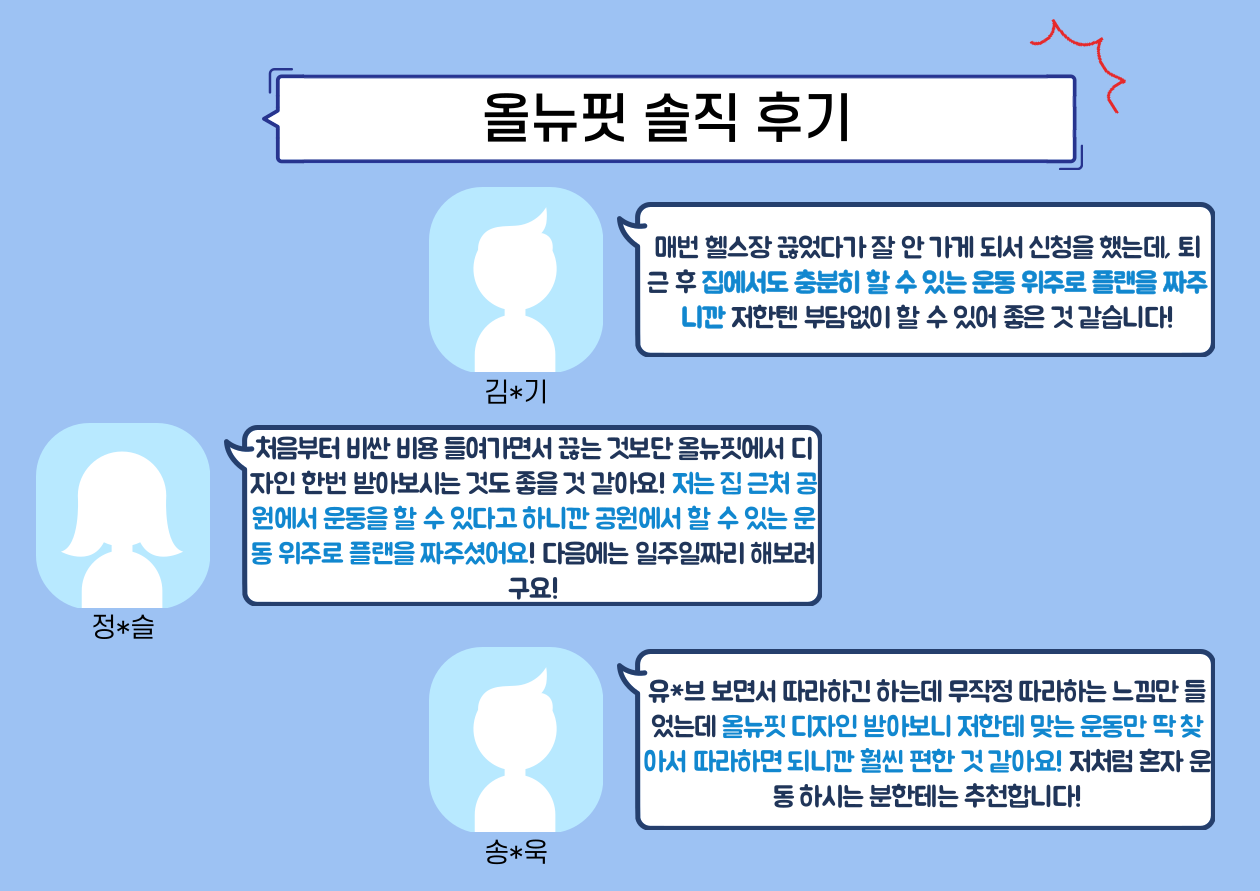 올뉴핏 솔직 후기
매번 헬스장 끊었다가 잘 안 가게 되서 신청을 했는데, 퇴
근 후 집에서도 충분히 할 수 있는 운동 위주로 플랜을 짜주
니깐 저한텐 부담없이 할 수 있어 좋은 것 같습니다!
김*기
처음부터 비싼 비용 들여가면서 끊는 것보단 올뉴핏에서 디
자인 한번 받아보시는 것도 좋을 것 같아요! 저는 집 근처 공
원에서 운동을 할 수 있다고 하니깐 공원에서 할 수 있는 운
동 위주로 플랜을 짜주셨어요! 다음에는 일주일짜리 해보려
구요!
정*슬
유*브 보면서 따라하긴 하는데 무작정 따라하는 느낌만 들
었는데 올뉴핏 디자인 받아보니 저한테 맞는 운동만 딱 찾
아서 따라하면 되니깐 훨씬 편한 것 같아요! 저처럼 혼자 운
동 하시는 분한테는 추천합니다!
송*욱